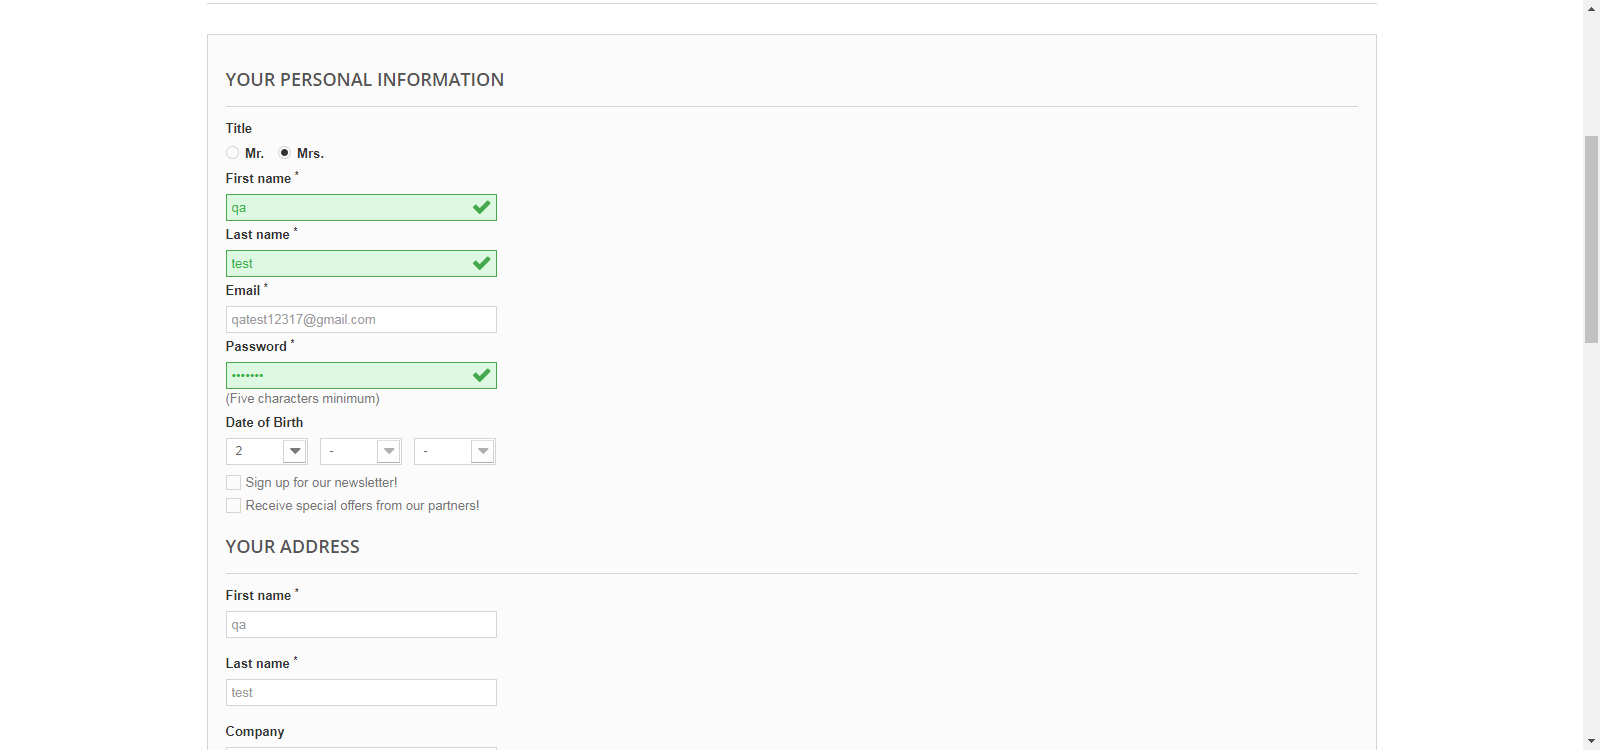 YOUR PERSONAL INFORMATION
Title
Mr. Mrs.
First name *
qa
Last name *
test
Email *
qatest12317@gmail.com
Password *
•••••••
(Five characters minimum)
Date of Birth
2 - -
Sign up for our newsletter!
Receive special offers from our partners!
YOUR ADDRESS
First name *
qa
Last name *
test
Company